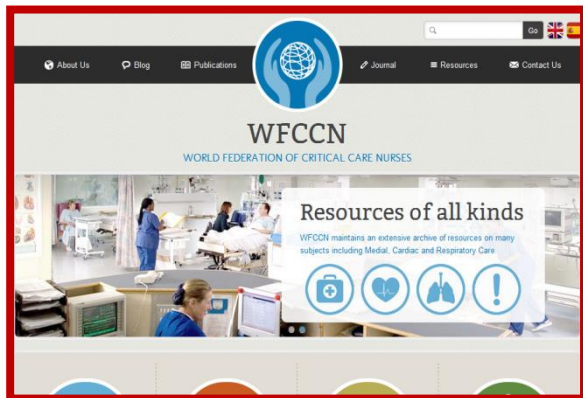 Go
About Us
Blog
Publications
Journal
Resources
Contact Us
WFCCN
WORLD FEDERATION OF CRITICAL CARE NURSES
Resources of all kinds
WFCCN maintains an extensive archive of resources on many
subjects including Medial, Cardiac and Respiratory Care